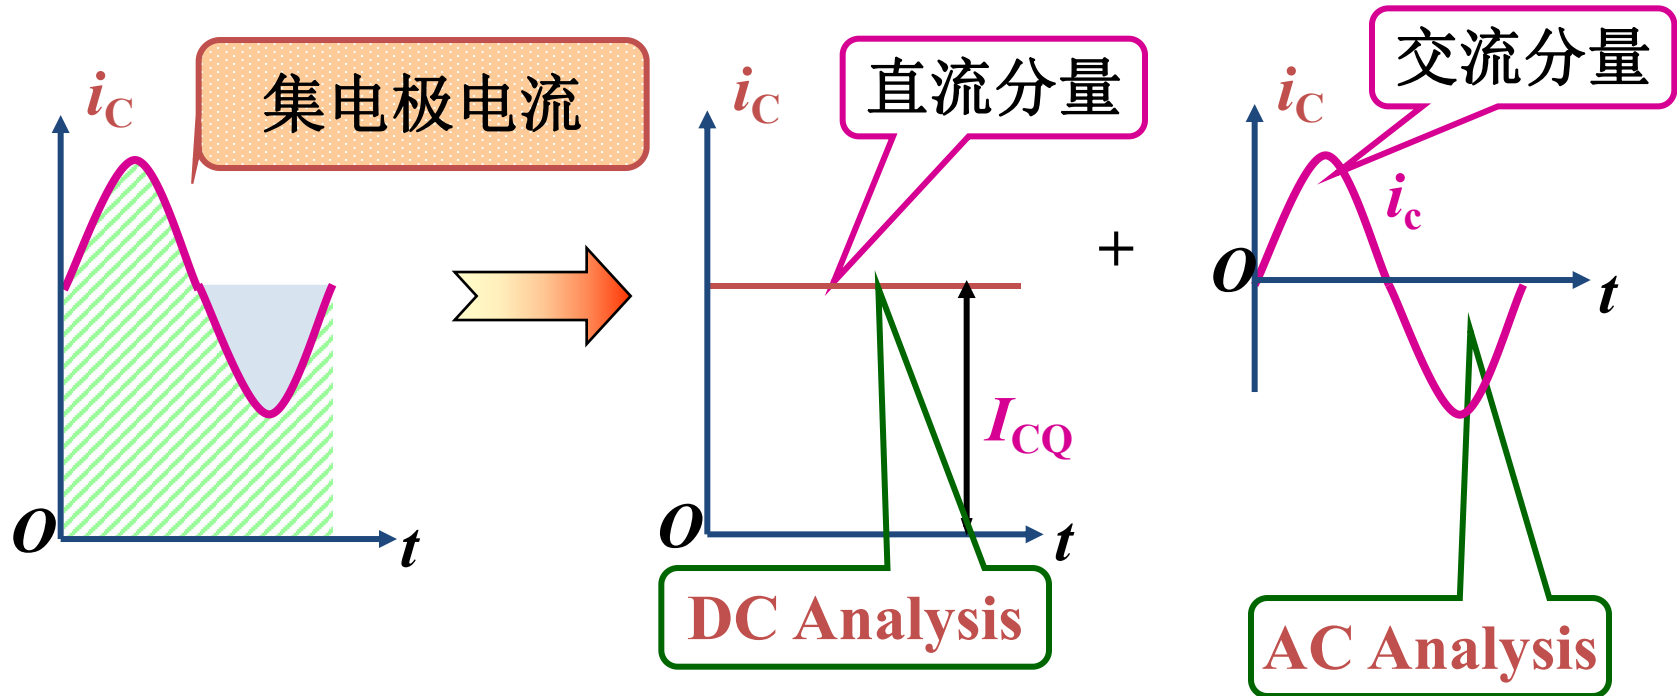 iC
集电极电流
O
t
iC
直流分量
ICQ
O
t
DC Analysis
+
iC
交流分量
ic
O
t
AC Analysis